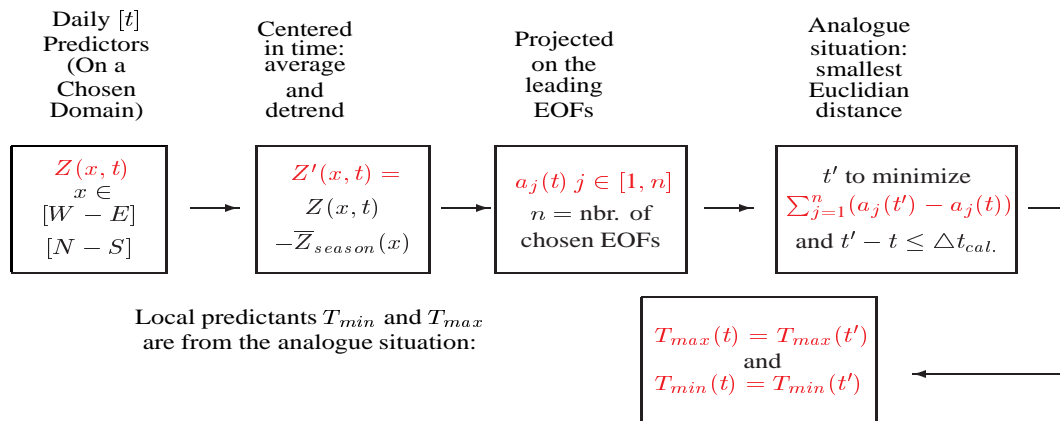 Daily [t]
Predictors
(On a
Chosen
Domain)
Centered
in time:
average
and
detrend
Projected
on the
leading
EOFs
Analogue
situation:
smallest
Euclidian
distance
Z(x, t)
x ∈
[W − E]
[N − S]
Z′(x, t) =
Z(x, t)
−Z̅season(x)
aj(t) j ∈ [1, n]
n = nbr. of
chosen EOFs
t′ to minimize
∑nj=1(aj(t′) − aj(t))
and t′ − t ≤ △tcal.
Local predictants Tmin and Tmax
are from the analogue situation:
Tmax(t) = Tmax(t′)
and
Tmin(t) = Tmin(t′)